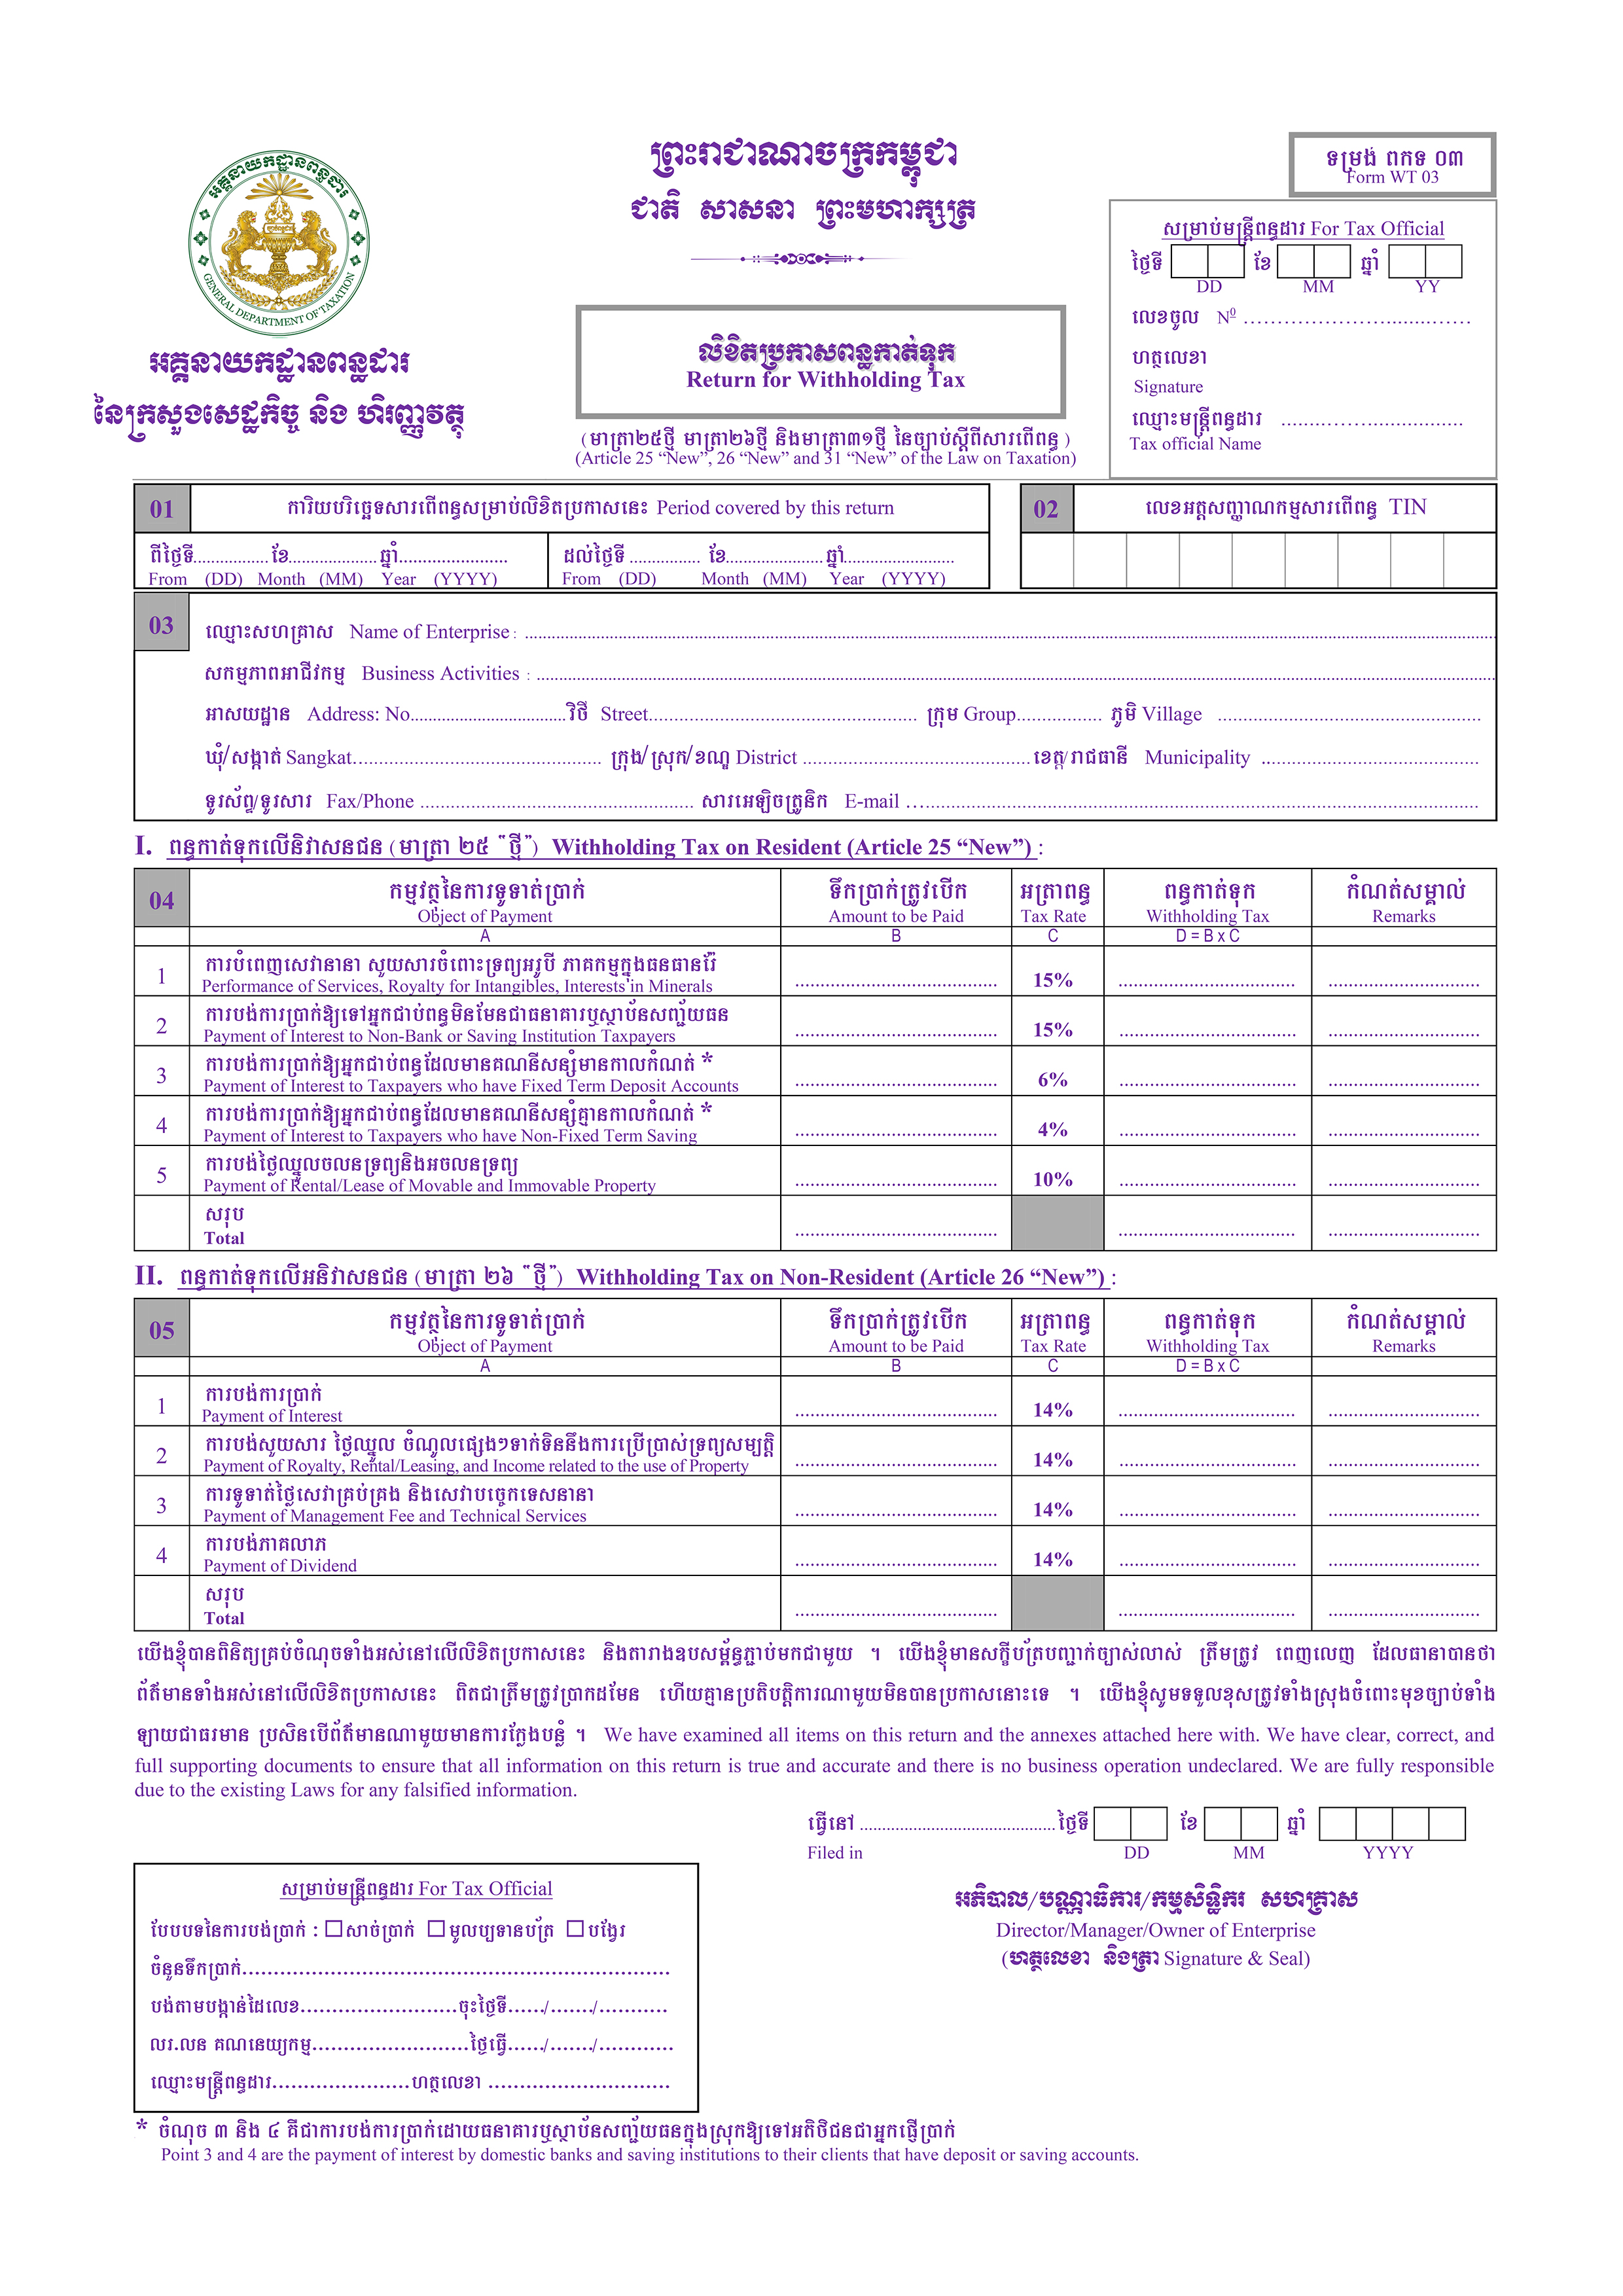 ព្រះរាជាណាចក្រកម្ពុជា
ជាតិ សាសនា ព្រះមហាក្សត្រ
ទម្រង់ ពកទ ០៣
Form WT 03
អគ្គនាយកដ្ឋានពន្ធដារ
GENERAL DEPARTMENT OF TAXATION
អគ្គនាយកដ្ឋានពន្ធដារ
នៃក្រសួងសេដ្ឋកិច្ច និង ហិរញ្ញវត្ថុ
លិខិតប្រកាសពន្ធកាត់ទុក
Return for Withholding Tax
(មាត្រា២៥ថ្មី មាត្រា២៦ថ្មី និងមាត្រា៣១ថ្មី នៃច្បាប់ស្តីពីសារពើពន្ធ)
(Article 25 “New”, 26 “New” and 31 “New” of the Law on Taxation)
សម្រាប់មន្ត្រីពន្ធដារ For Tax Official
ថ្ងៃទី ខែ ឆ្នាំ
DD MM YY
លេខចូល Nº ........................................
ហត្ថលេខា
Signature
ឈ្មោះមន្ត្រីពន្ធដារ ................................
Tax official Name
01 ការិយបរិច្ឆេទសារពើពន្ធសម្រាប់លិខិតប្រកាសនេះ Period covered by this return
ពីថ្ងៃទី................. ខែ.................... ឆ្នាំ........................ ដល់ថ្ងៃទី ................ ខែ...................... ឆ្នាំ.........................
From (DD) Month (MM) Year (YYYY) From (DD) Month (MM) Year (YYYY)
02 លេខអត្តសញ្ញាណកម្មសារពើពន្ធ TIN
03 ឈ្មោះសហគ្រាស Name of Enterprise : ................................
សកម្មភាពអាជីវកម្ម Business Activities : ................................
អាសយដ្ឋាន Address: No................................វិថី Street................................ ក្រុម Group................... ភូមិ Village ................................
ឃុំ/សង្កាត់ Sangkat................................ ក្រុង/ស្រុក/ខណ្ឌ District ................................ខេត្ត/រាជធានី Municipality ................................
ទូរស័ព្ទ/ទូរសារ Fax/Phone ................................ សារអេឡិចត្រូនិក E-mail ................................
I. ពន្ធកាត់ទុកលើនិវាសនជន (មាត្រា ២៥ “ថ្មី”) Withholding Tax on Resident (Article 25 “New”) :
04 កម្មវត្ថុនៃការទូទាត់ប្រាក់ ទឹកប្រាក់ត្រូវបើក អត្រាពន្ធ ពន្ធកាត់ទុក កំណត់សម្គាល់
Object of Payment Amount to be Paid Tax Rate Withholding Tax Remarks
A B C D = B x C
1 ការបំពេញសេវានានា សួយសារចំពោះទ្រព្យអរូបី ភាគកម្មក្នុងធនធានរ៉ែ
Performance of Services, Royalty for Intangibles, Interests in Minerals 15%
2 ការបង់ការប្រាក់ឱ្យទៅអ្នកជាប់ពន្ធមិនមែនជាធនាគារឬស្ថាប័នសញ្ច័យធន
Payment of Interest to Non-Bank or Saving Institution Taxpayers 15%
3 ការបង់ការប្រាក់ឱ្យអ្នកជាប់ពន្ធដែលមានគណនីសន្សំមានកាលកំណត់ *
Payment of Interest to Taxpayers who have Fixed Term Deposit Accounts 6%
4 ការបង់ការប្រាក់ឱ្យអ្នកជាប់ពន្ធដែលមានគណនីសន្សំគ្មានកាលកំណត់ *
Payment of Interest to Taxpayers who have Non-Fixed Term Saving 4%
5 ការបង់ថ្លៃឈ្នួលចលនទ្រព្យនិងអចលនទ្រព្យ
Payment of Rental/Lease of Movable and Immovable Property 10%
សរុប
Total
II. ពន្ធកាត់ទុកលើអនិវាសនជន (មាត្រា ២៦ “ថ្មី”) Withholding Tax on Non-Resident (Article 26 “New”) :
05 កម្មវត្ថុនៃការទូទាត់ប្រាក់ ទឹកប្រាក់ត្រូវបើក អត្រាពន្ធ ពន្ធកាត់ទុក កំណត់សម្គាល់
Object of Payment Amount to be Paid Tax Rate Withholding Tax Remarks
A B C D = B x C
1 ការបង់ការប្រាក់
Payment of Interest 14%
2 ការបង់សួយសារ ថ្លៃឈ្នួល ចំណូលផ្សេងៗទាក់ទិននឹងការប្រើប្រាស់ទ្រព្យសម្បត្តិ
Payment of Royalty, Rental/Leasing, and Income related to the use of Property 14%
3 ការទូទាត់ថ្លៃសេវាគ្រប់គ្រង និងសេវាបច្ចេកទេសនានា
Payment of Management Fee and Technical Services 14%
4 ការបង់ភាគលាភ
Payment of Dividend 14%
សរុប
Total
យើងខ្ញុំបានពិនិត្យគ្រប់ចំណុចទាំងអស់នៅលើលិខិតប្រកាសនេះ និងតារាងឧបសម្ព័ន្ធភ្ជាប់មកជាមួយ ។ យើងខ្ញុំមានសក្ខីប័ត្របញ្ជាក់ច្បាស់លាស់ ត្រឹមត្រូវ ពេញលេញ ដែលធានាបានថា
ព័ត៌មានទាំងអស់នៅលើលិខិតប្រកាសនេះ ពិតជាត្រឹមត្រូវប្រាកដមែន ហើយគ្មានប្រតិបត្តិការណាមួយមិនបានប្រកាសនោះទេ ។ យើងខ្ញុំសូមទទួលខុសត្រូវទាំងស្រុងចំពោះមុខច្បាប់ទាំង
ឡាយជាធរមាន ប្រសិនបើព័ត៌មានណាមួយមានការក្លែងបន្លំ ។ We have examined all items on this return and the annexes attached here with. We have clear, correct, and
full supporting documents to ensure that all information on this return is true and accurate and there is no business operation undeclared. We are fully responsible
due to the existing Laws for any falsified information.
ធ្វើនៅ ............................................ថ្ងៃទី ខែ ឆ្នាំ
Filed in DD MM YYYY
អភិបាល/បណ្ណាធិការ/កម្មសិទ្ធិករ សហគ្រាស
Director/Manager/Owner of Enterprise
(ហត្ថលេខា និងត្រា Signature & Seal)
សម្រាប់មន្ត្រីពន្ធដារ For Tax Official
បែបបទនៃការបង់ប្រាក់ : ☐សាច់ប្រាក់ ☐មូលប្បទានបត្រ ☐បង្វែរ
ចំនួនទឹកប្រាក់................................................................
បង់តាមបង្កាន់ដៃលេខ.........................ចុះថ្ងៃទី....../......./...........
លរ.លន គណនេយ្យកម្ម.........................ថ្ងៃធ្វើ....../......./............
ឈ្មោះមន្ត្រីពន្ធដារ......................ហត្ថលេខា .............................
* ចំណុច ៣ និង ៤ គឺជាការបង់ការប្រាក់ដោយធនាគារឬស្ថាប័នសញ្ច័យធនក្នុងស្រុកឱ្យទៅអតិថិជនជាអ្នកផ្ញើប្រាក់
Point 3 and 4 are the payment of interest by domestic banks and saving institutions to their clients that have deposit or saving accounts.